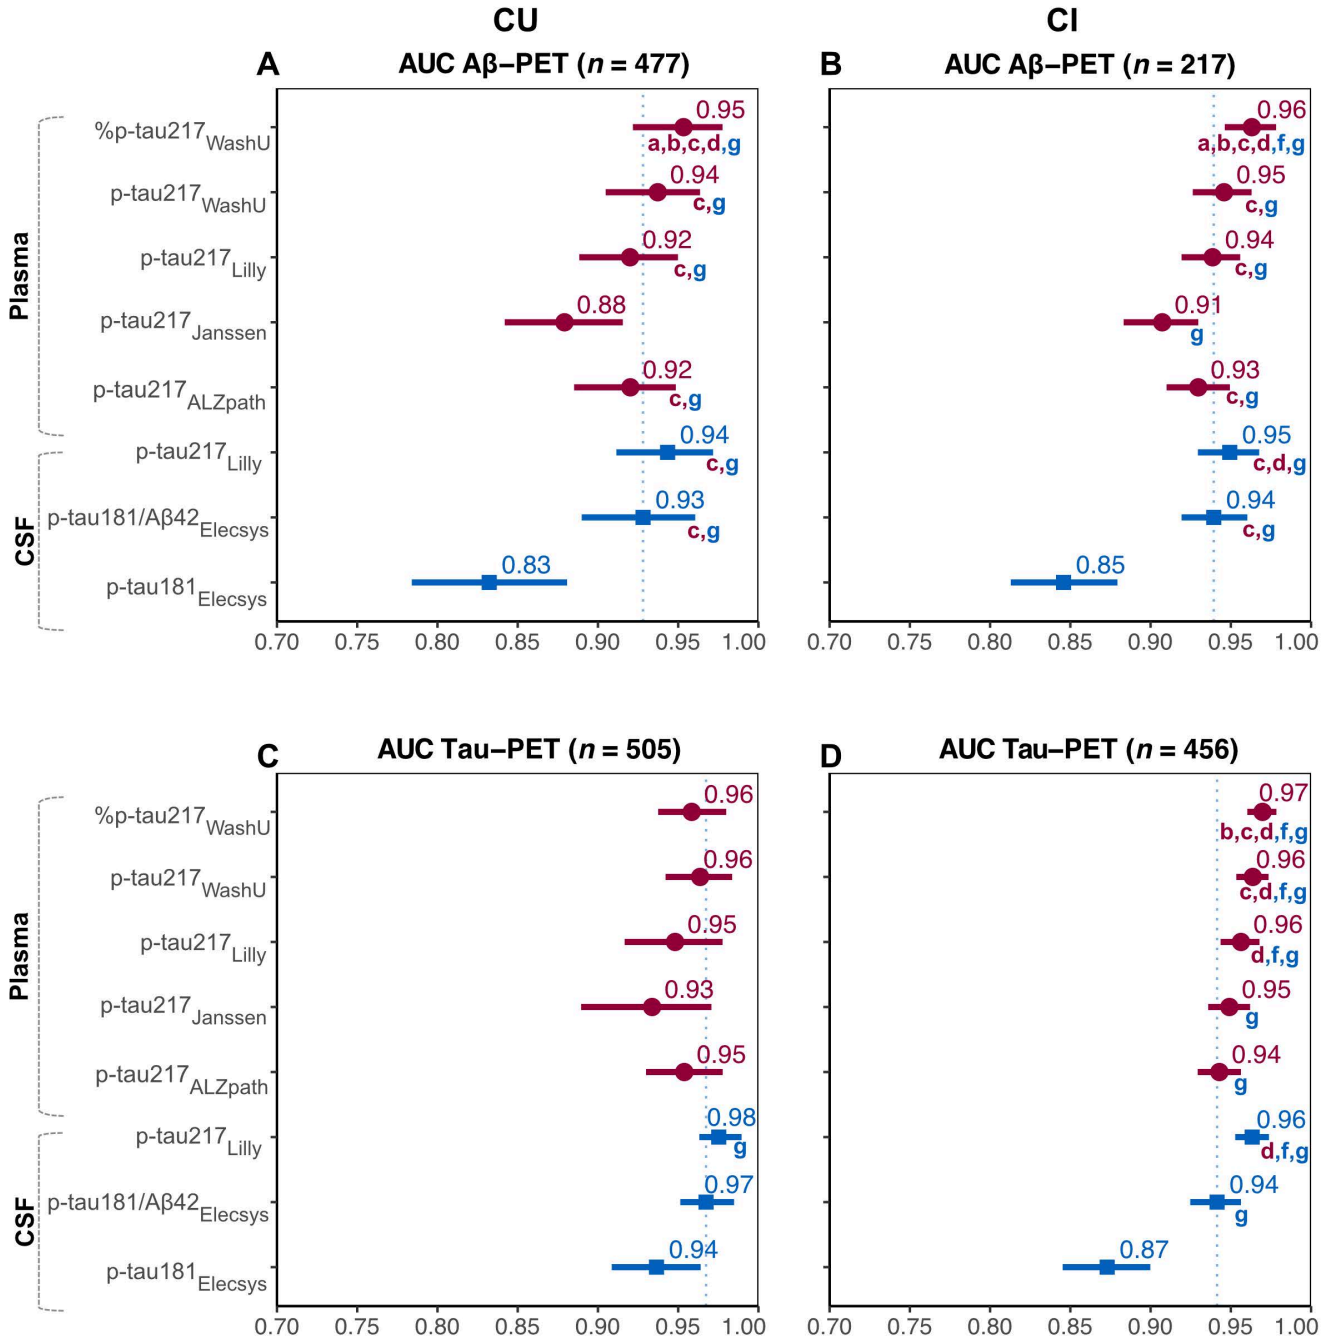 CU
CI
A
AUC Aβ–PET (n = 477)
B
AUC Aβ–PET (n = 217)
Plasma
CSF
%p-tau217WashU
0.95
a,b,c,d,g
0.96
a,b,c,d,f,g
p-tau217WashU
0.94
c,g
0.95
c,g
p-tau217Lilly
0.92
c,g
0.94
c,g
p-tau217Janssen
0.88
0.91
g
p-tau217ALZpath
0.92
c,g
0.93
c,g
p-tau217Lilly
0.94
c,g
0.95
c,d,g
p-tau181/Aβ42Elecsys
0.93
c,g
0.94
c,g
p-tau181Elecsys
0.83
0.85
0.70 0.75 0.80 0.85 0.90 0.95 1.00
0.70 0.75 0.80 0.85 0.90 0.95 1.00
C
AUC Tau–PET (n = 505)
D
AUC Tau–PET (n = 456)
Plasma
CSF
%p-tau217WashU
0.96
0.97
b,c,d,f,g
p-tau217WashU
0.96
0.96
c,d,f,g
p-tau217Lilly
0.95
0.96
d,f,g
p-tau217Janssen
0.93
0.95
g
p-tau217ALZpath
0.95
0.94
g
p-tau217Lilly
0.98
g
0.96
d,f,g
p-tau181/Aβ42Elecsys
0.97
0.94
g
p-tau181Elecsys
0.94
0.87
0.70 0.75 0.80 0.85 0.90 0.95 1.00
0.70 0.75 0.80 0.85 0.90 0.95 1.00